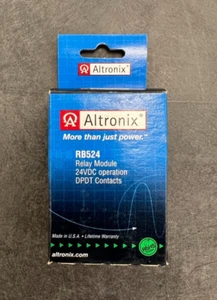 Altronix®
Altronix®
More than just power.™
RB524
Relay Module
24VDC operation
DPDT Contacts
Made in U.S.A. • Lifetime Warranty
altronix.com